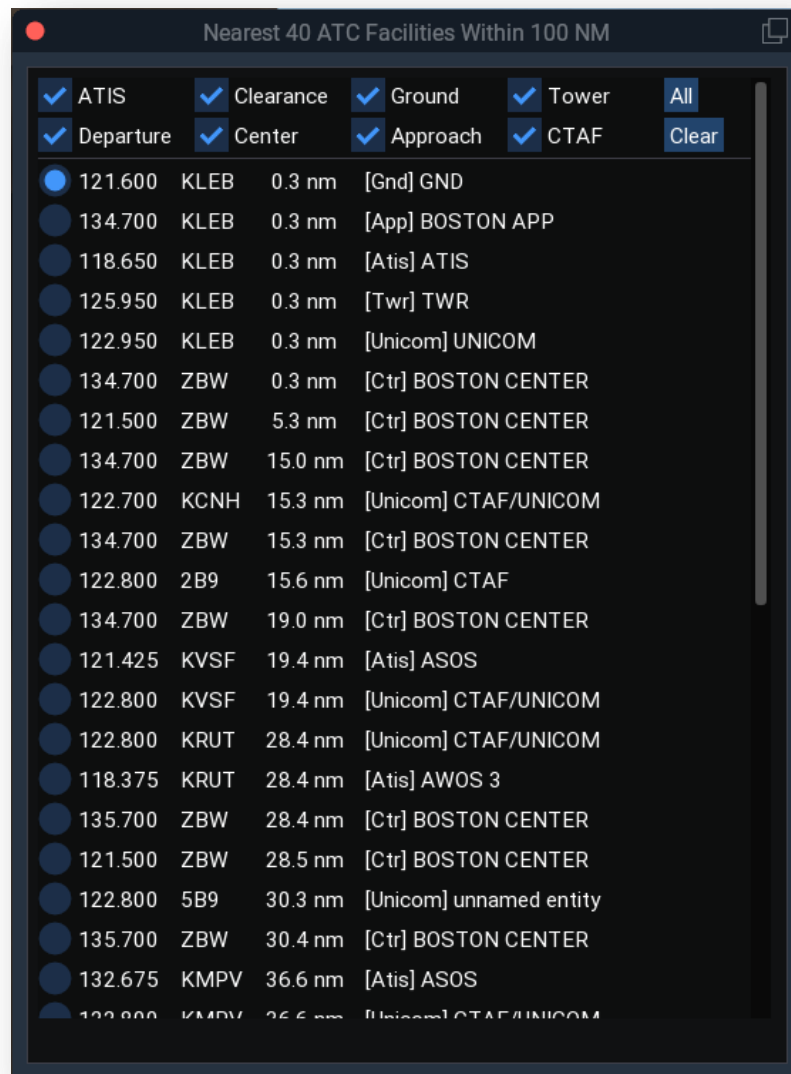 Nearest 40 ATC Facilities Within 100 NM
ATIS Clearance Ground Tower All
Departure Center Approach CTAF Clear
121.600 KLEB 0.3 nm [Gnd] GND
134.700 KLEB 0.3 nm [App] BOSTON APP
118.650 KLEB 0.3 nm [Atis] ATIS
125.950 KLEB 0.3 nm [Twr] TWR
122.950 KLEB 0.3 nm [Unicom] UNICOM
134.700 ZBW 0.3 nm [Ctr] BOSTON CENTER
121.500 ZBW 5.3 nm [Ctr] BOSTON CENTER
134.700 ZBW 15.0 nm [Ctr] BOSTON CENTER
122.700 KCNH 15.3 nm [Unicom] CTAF/UNICOM
134.700 ZBW 15.3 nm [Ctr] BOSTON CENTER
122.800 2B9 15.6 nm [Unicom] CTAF
134.700 ZBW 19.0 nm [Ctr] BOSTON CENTER
121.425 KVSF 19.4 nm [Atis] ASOS
122.800 KVSF 19.4 nm [Unicom] CTAF/UNICOM
122.800 KRUT 28.4 nm [Unicom] CTAF/UNICOM
118.375 KRUT 28.4 nm [Atis] AWOS 3
135.700 ZBW 28.4 nm [Ctr] BOSTON CENTER
121.500 ZBW 28.5 nm [Ctr] BOSTON CENTER
122.800 5B9 30.3 nm [Unicom] unnamed entity
135.700 ZBW 30.4 nm [Ctr] BOSTON CENTER
132.675 KMPV 36.6 nm [Atis] ASOS
KMPV 36.6 nm [Unicom] CTAF/UNICOM